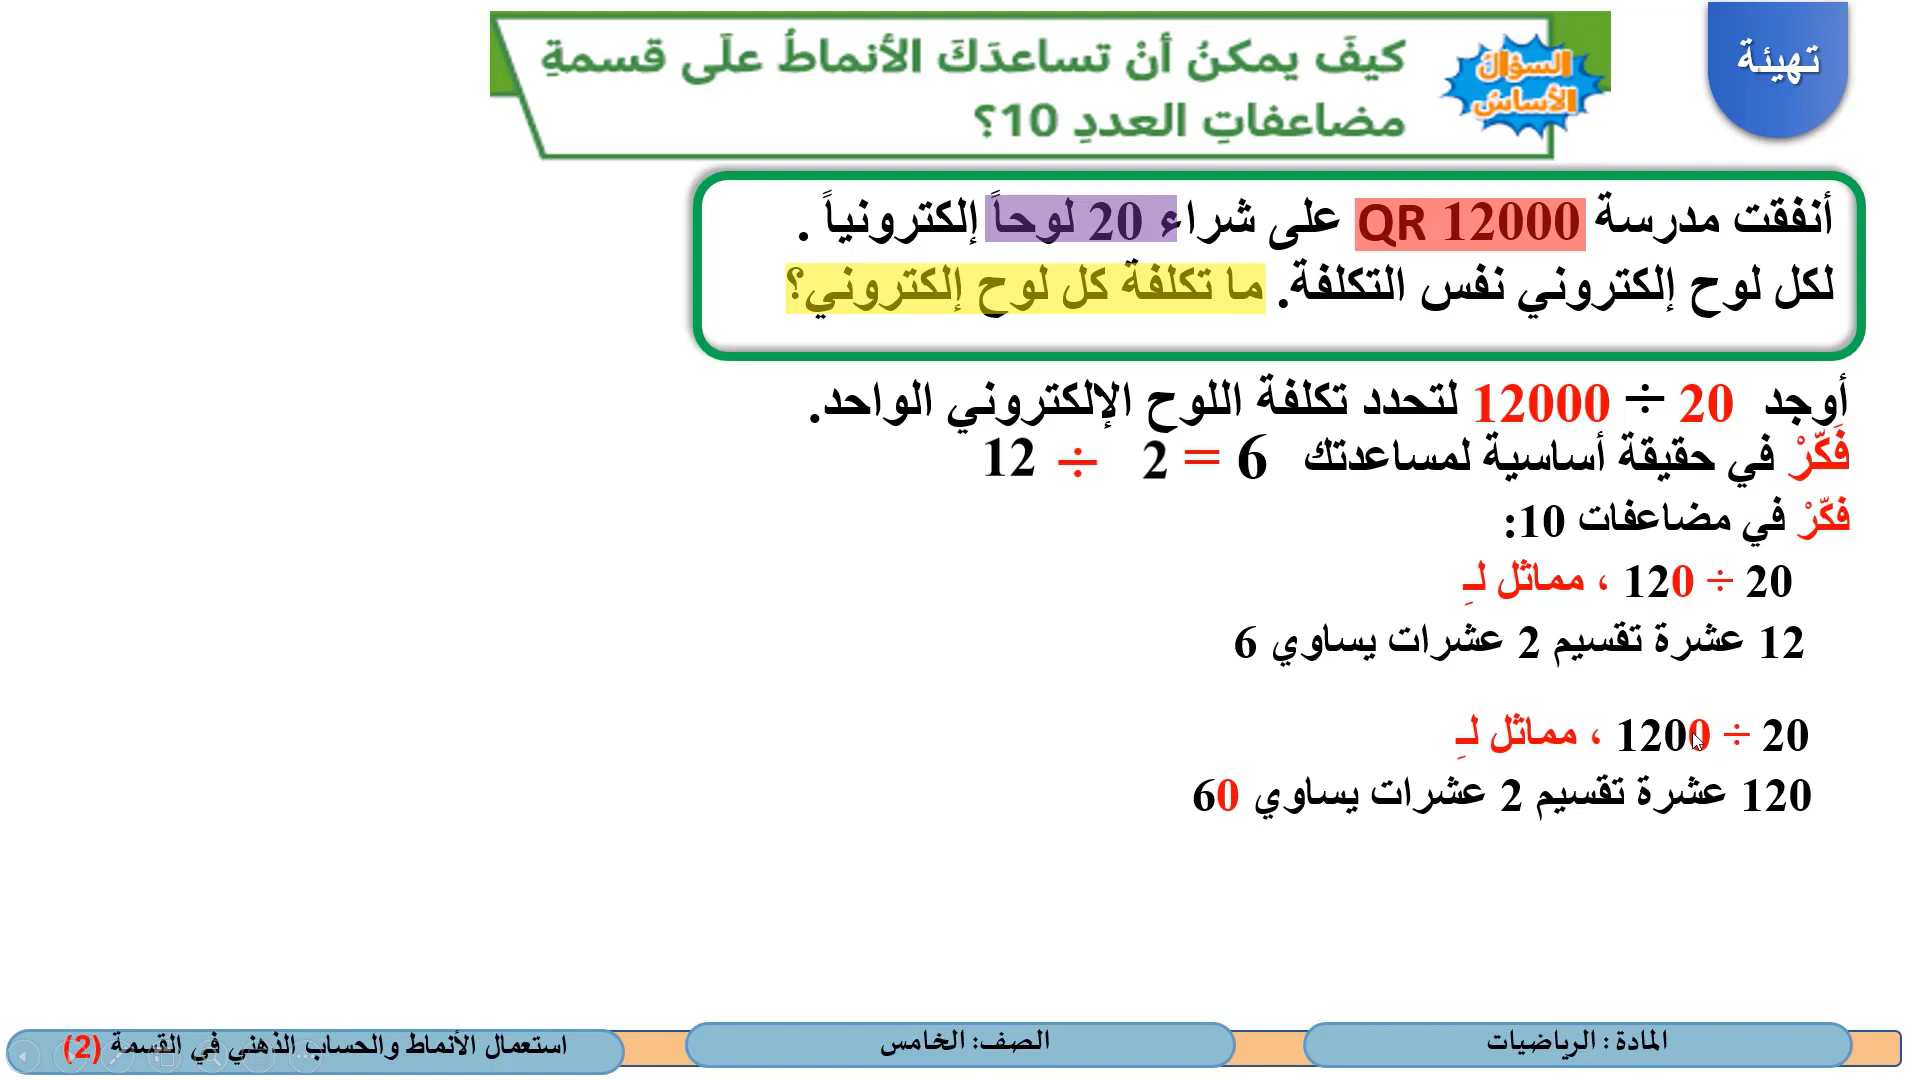 تهيئة
السؤال
الأساسُ
كيفَ يمكنُ أنْ تساعدَكَ الأنماطُ علَى قسمةِ
مضاعفاتِ العددِ 10؟
أنفقت مدرسة QR 12000 على شراء 20 لوحاً إلكترونياً .
لكل لوح إلكتروني نفس التكلفة. ما تكلفة كل لوح إلكتروني؟
أوجد 12000 ÷ 20 لتحدد تكلفة اللوح الإلكتروني الواحد.
فَكّرْ في حقيقة أساسية لمساعدتك 12 ÷ 2 = 6
فكّرْ في مضاعفات 10:
120 ÷ 20 ، مماثل لـِ
12 عشرة تقسيم 2 عشرات يساوي 6
1200 ÷ 20 ، مماثل لـِ
120 عشرة تقسيم 2 عشرات يساوي 60
المادة : الرياضيات
الصف: الخامس
استعمال الأنماط والحساب الذهني في القسمة (2)